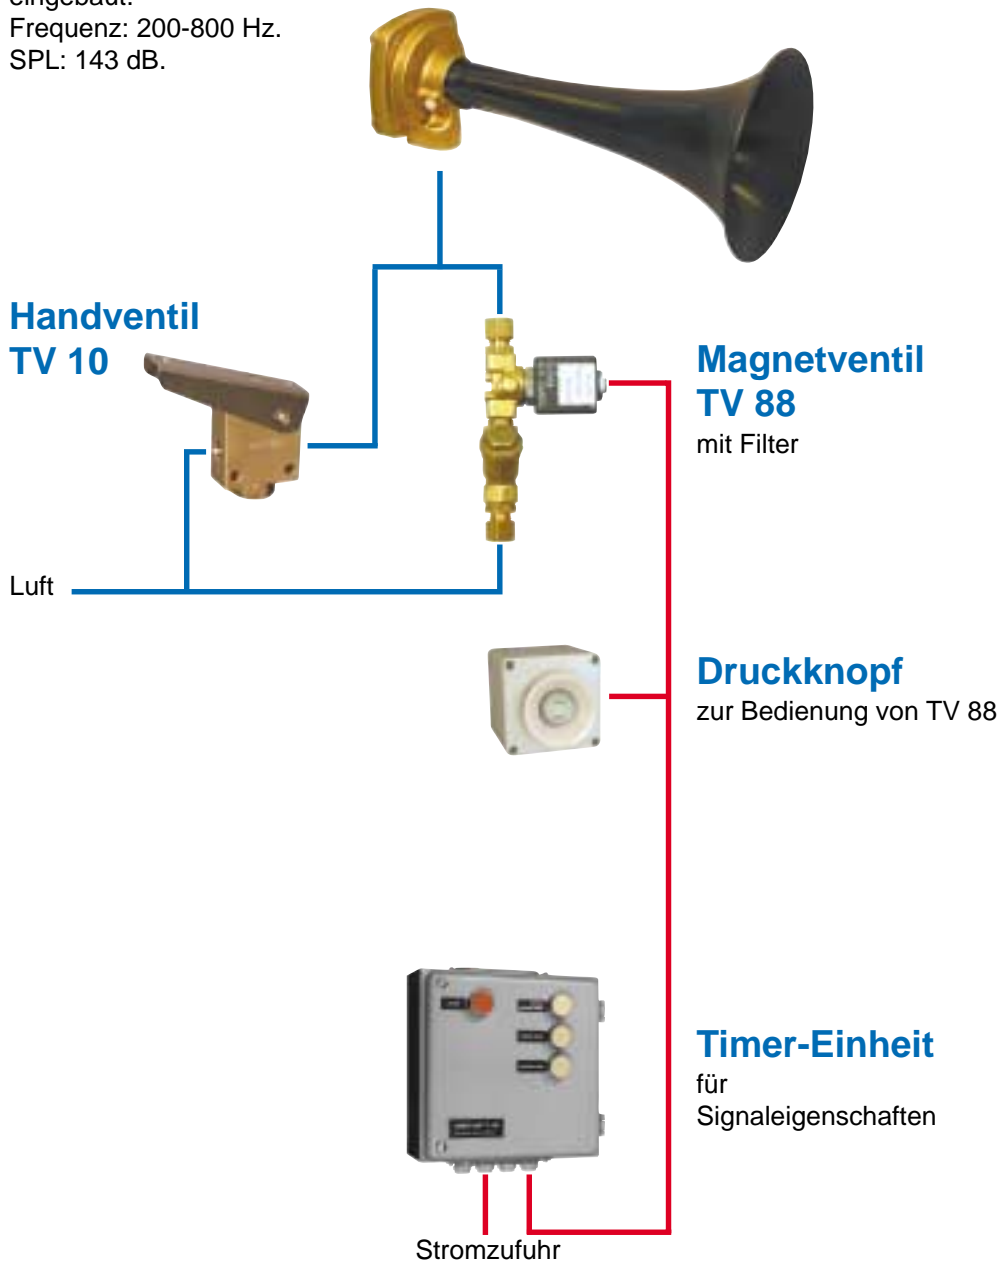 eingebaut.
Frequenz: 200-800 Hz.
SPL: 143 dB.
Handventil
TV 10
Magnetventil
TV 88
mit Filter
Luft
Druckknopf
zur Bedienung von TV 88
Timer-Einheit
für
Signaleigenschaften
Stromzufuhr